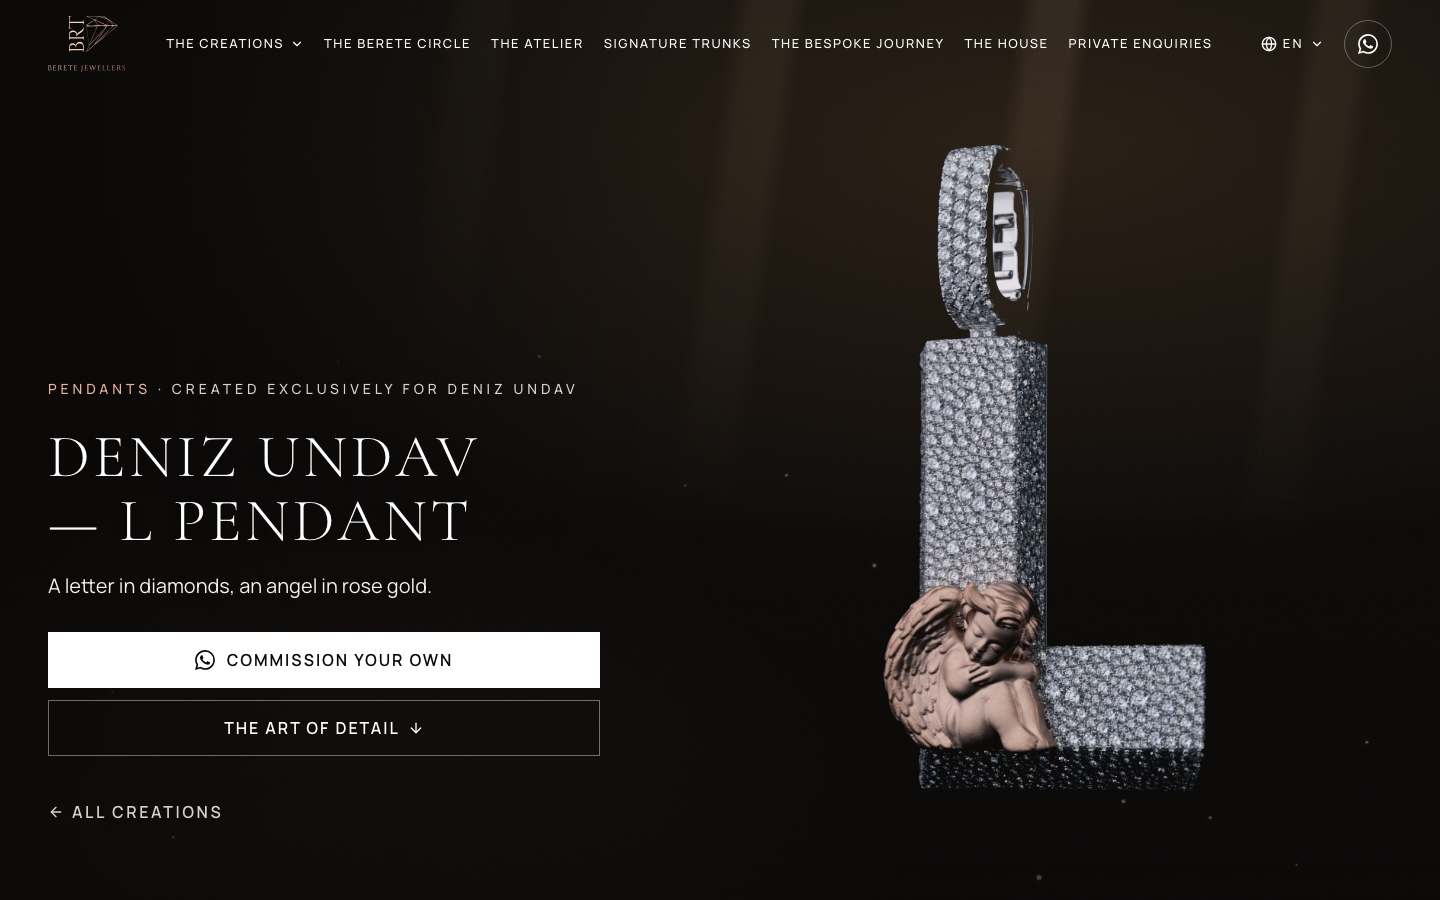 BRT
BERETE JEWELLERS
THE CREATIONS
THE BERETE CIRCLE
THE ATELIER
SIGNATURE TRUNKS
THE BESPOKE JOURNEY
THE HOUSE
PRIVATE ENQUIRIES
EN
PENDANTS · CREATED EXCLUSIVELY FOR DENIZ UNDAV
DENIZ UNDAV
— L PENDANT
A letter in diamonds, an angel in rose gold.
COMMISSION YOUR OWN
THE ART OF DETAIL ↓
← ALL CREATIONS